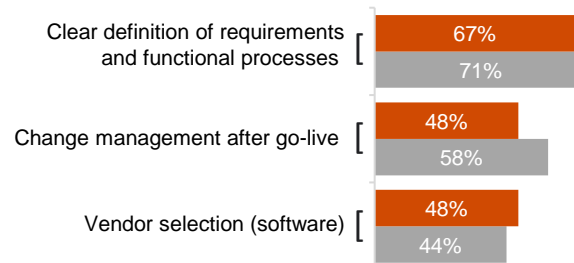 Clear definition of requirements
and functional processes
67%
71%
Change management after go-live
48%
58%
Vendor selection (software)
48%
44%